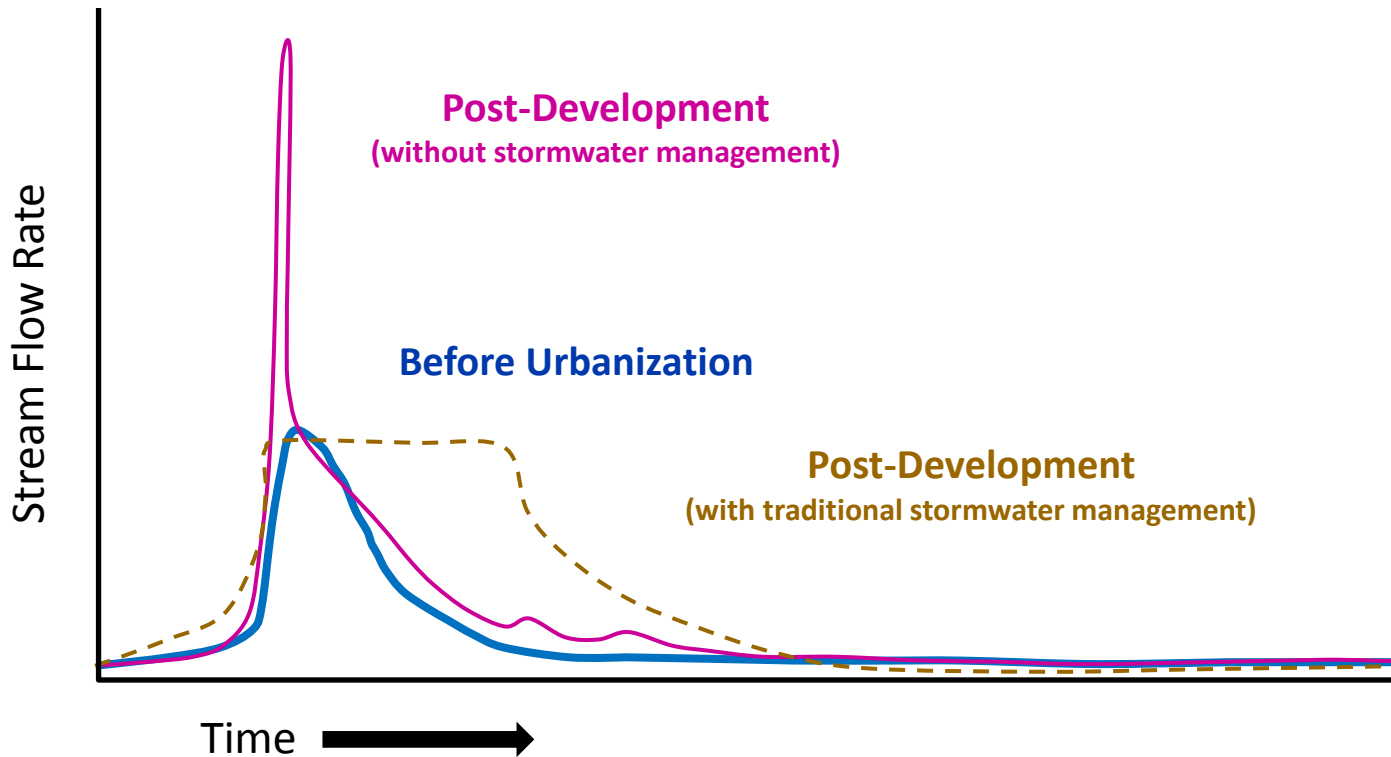 Post-Development
(without stormwater management)
Stream Flow Rate
Before Urbanization
Post-Development
(with traditional stormwater management)
Time